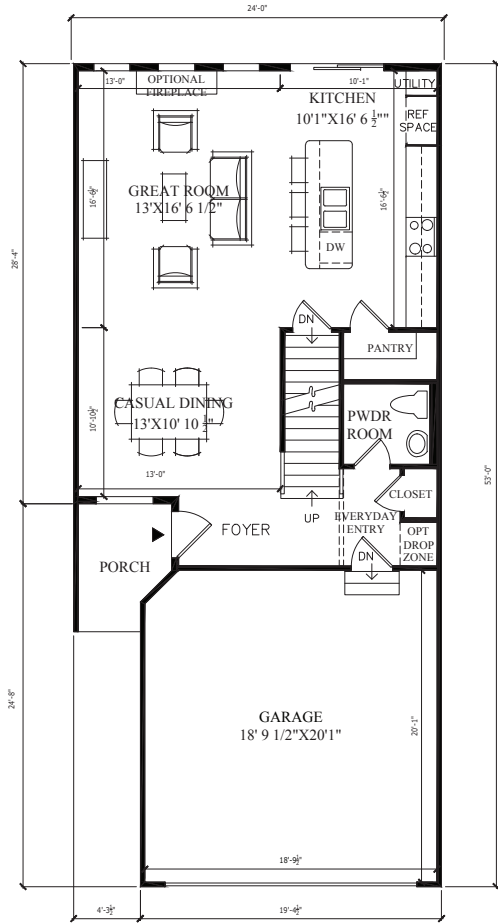 24'-0"
13'-0"
OPTIONAL
FIREPLACE
10'-1"
UTILITY
KITCHEN
10'1"X16' 6 1/2""
REF
SPACE
GREAT ROOM
13'X16' 6 1/2"
16'-6½"
16'-6½"
DW
28'-4"
DN
PANTRY
CASUAL DINING
13'X10' 10 1/2"
10'-10½"
PWDR
ROOM
13'-0"
53'-0"
CLOSET
UP
EVERYDAY
ENTRY
FOYER
OPT
DROP
ZONE
DN
PORCH
24'-8"
GARAGE
18' 9 1/2"X20'1"
20'-1"
18'-9½"
4'-3½"
19'-4½"